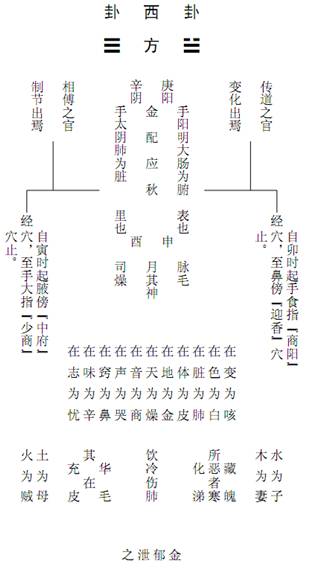 卦
西方
卦
传道之官
变化出焉
庚阳
辛阴
手阳明大肠为腑 表也 申 脉毛
金配应秋 月其神
手太阴肺为脏 里也 酉 司燥
相傅之官
制节出焉
经
自卯时起手食指「商阳」
穴，至鼻傍「迎香」穴
止。
经
自寅时起腋傍「中府」
穴，至手大指「少商」
穴止。
在变为咳
在色为白
在脏为肺
在体为皮
在地为金
在天为燥
在音为商
在声为哭
在窍为鼻
在味为辛
在志为忧
水为子
木为妻
藏魄
所恶者寒
化涕
饮冷伤肺
华毛
其在
充皮
土为母
火为贼
金郁泄之